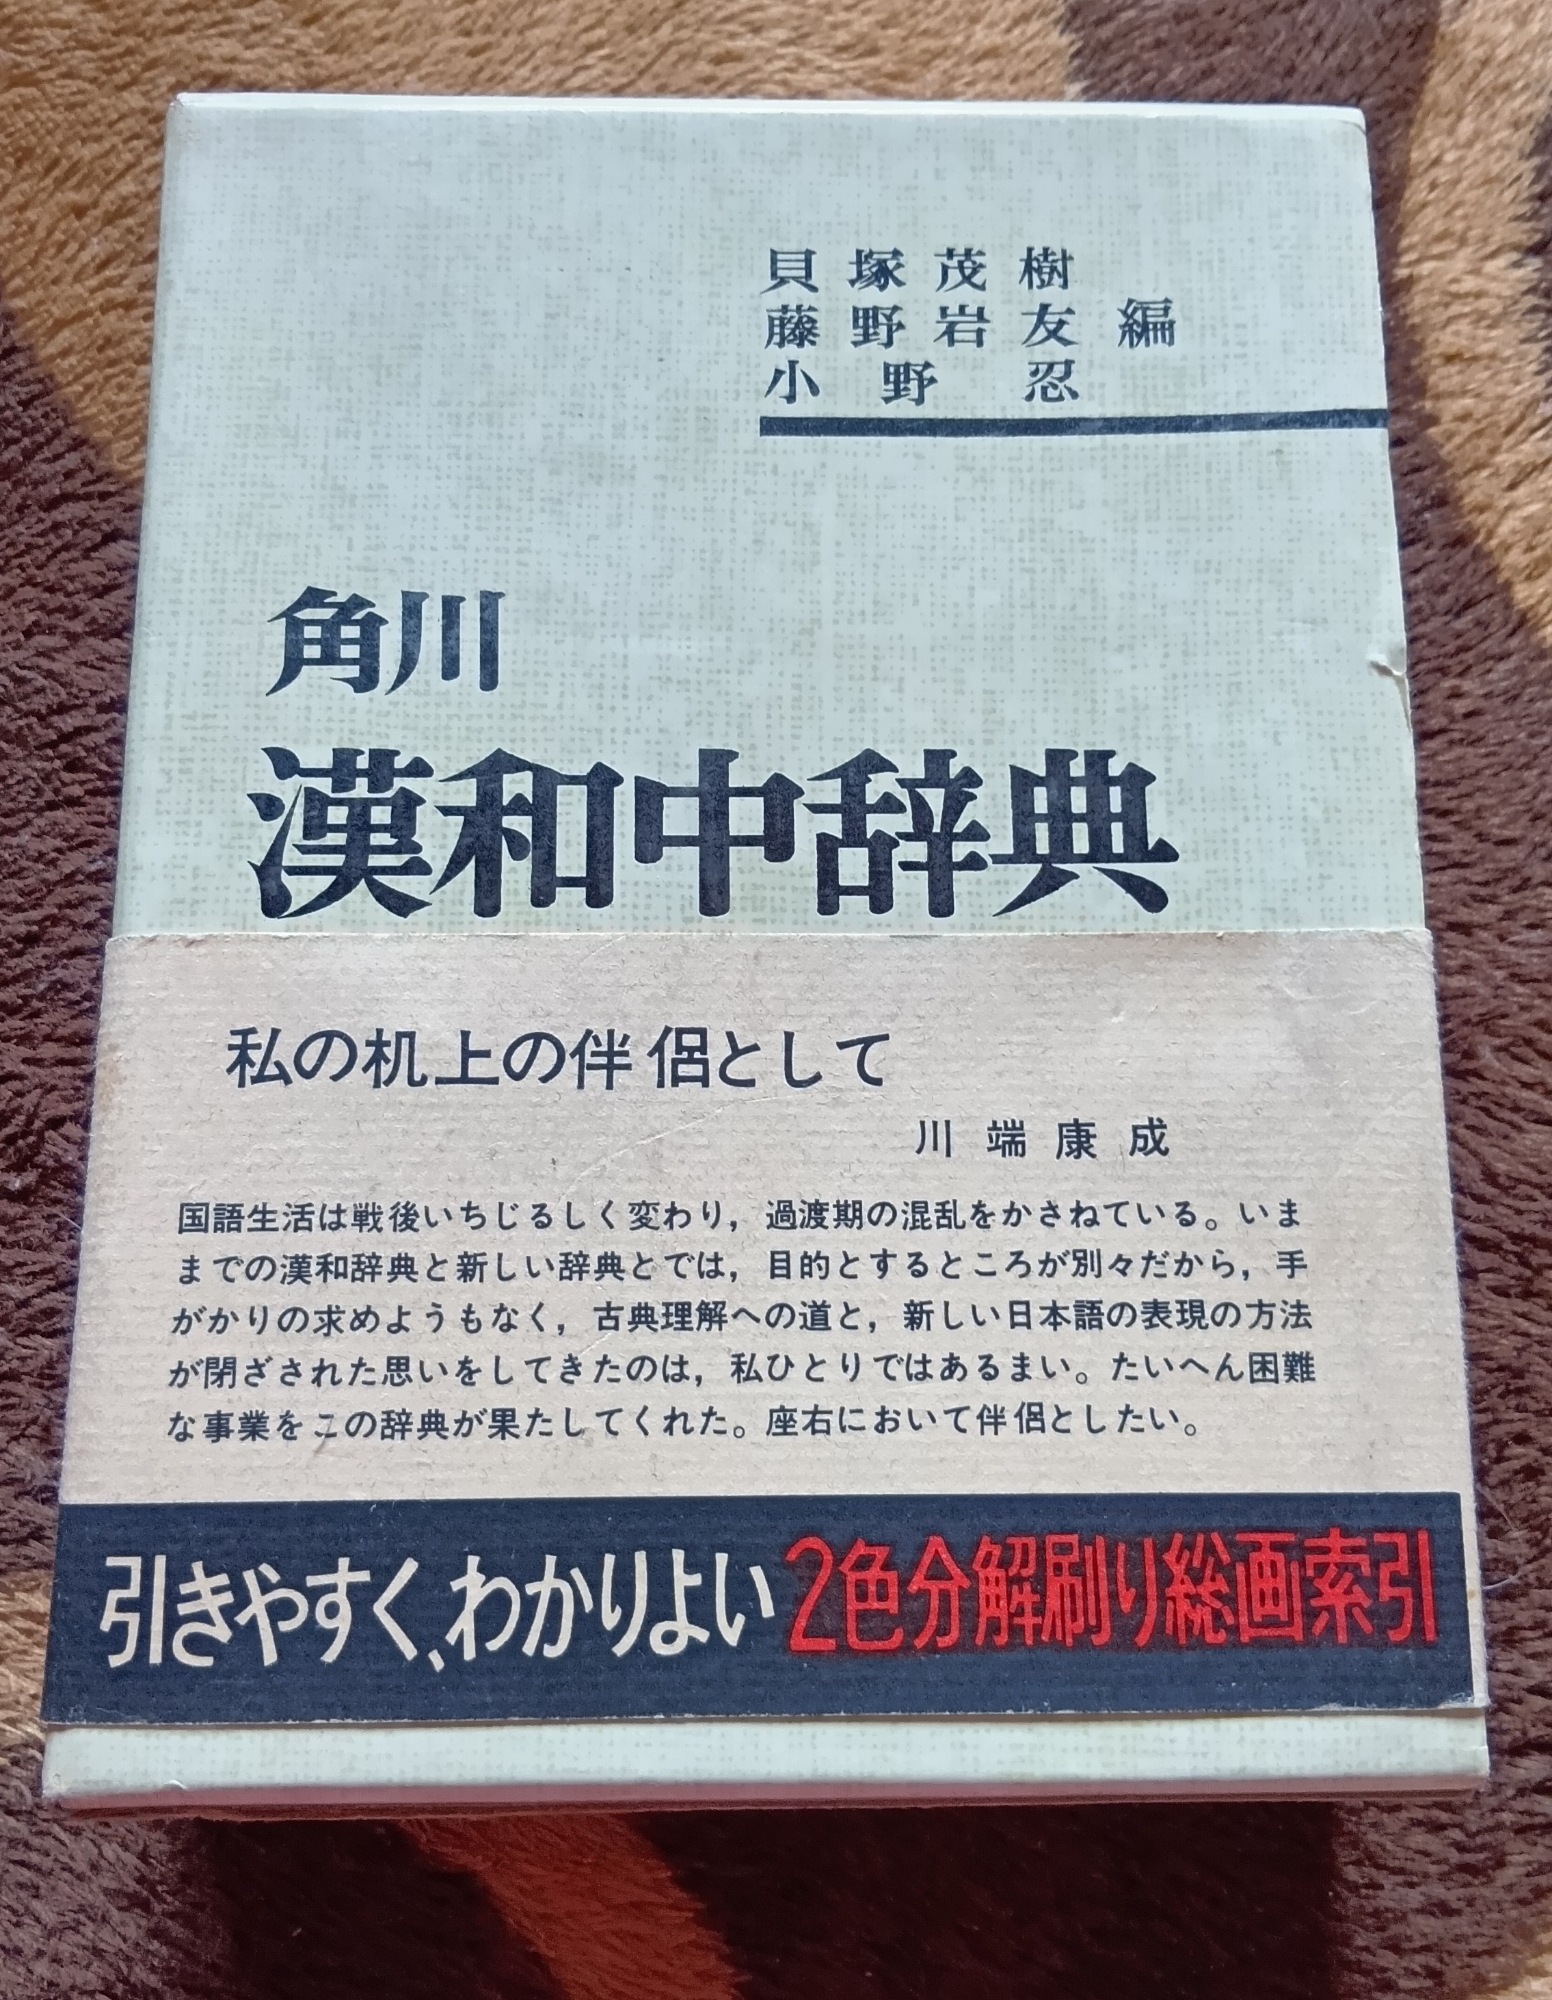 貝塚茂樹
藤野岩友 編
小野忍
角川
漢和中辞典
私の机上の伴侶として
川端康成
国語生活は戦後いちじるしく変わり，過渡期の混乱をかさねている。いま
までの漢和辞典と新しい辞典とでは，目的とするところが別々だから，手
がかりの求めようもなく，古典理解への道と，新しい日本語の表現の方法
が閉ざされた思いをしてきたのは，私ひとりではあるまい。たいへん困難
な事業をこの辞典が果たしてくれた。座右において伴侶としたい。
引きやすく、わかりよい2色分解刷り総画索引